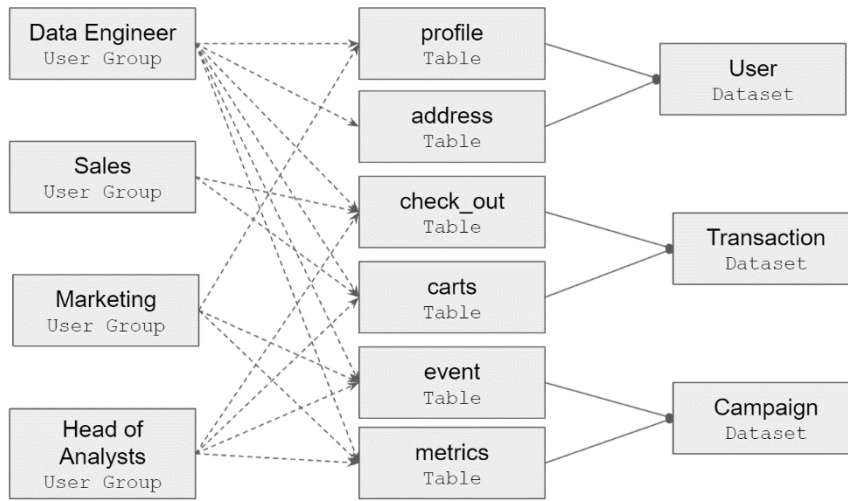 Data Engineer
User Group
Sales
User Group
Marketing
User Group
Head of
Analysts
User Group
profile
Table
address
Table
check_out
Table
carts
Table
event
Table
metrics
Table
User
Dataset
Transaction
Dataset
Campaign
Dataset